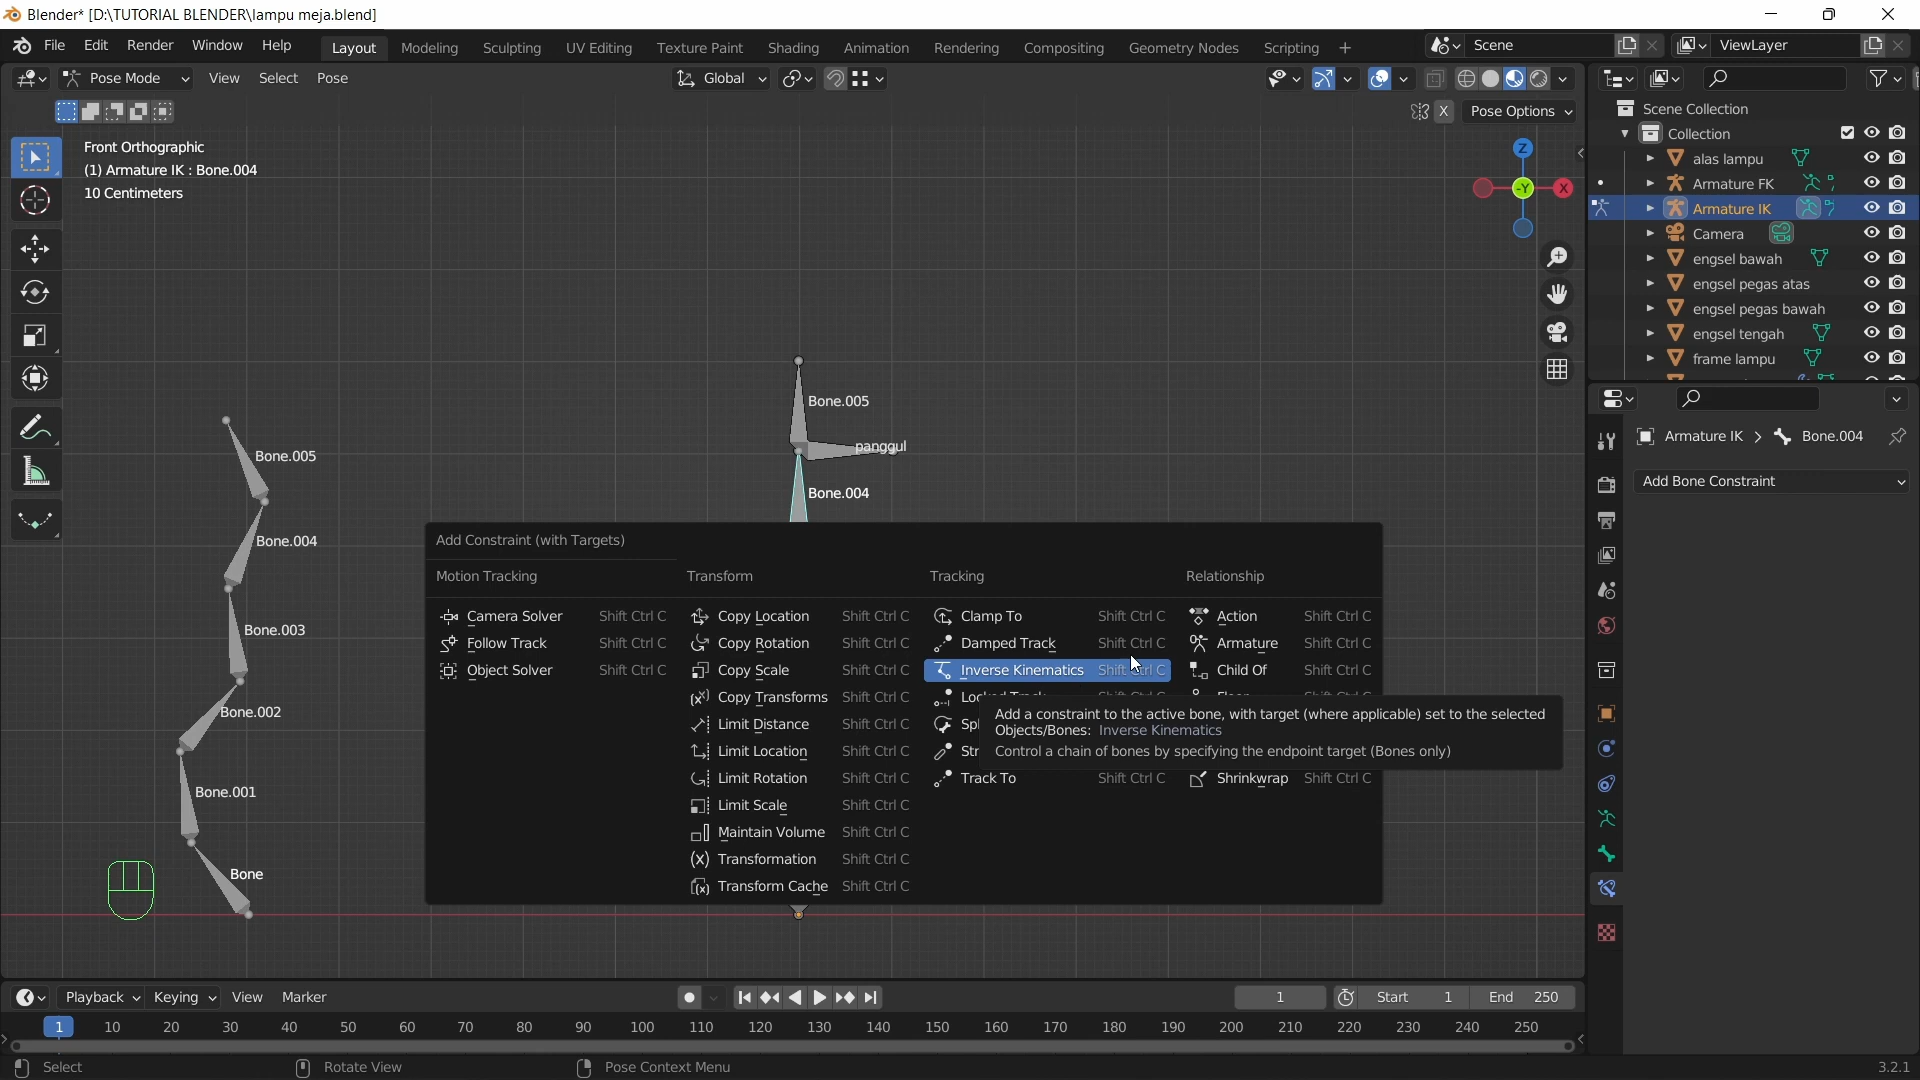 Blender* [D:\TUTORIAL BLENDER\lampu meja.blend]
File Edit Render Window Help
Layout Modeling Sculpting UV Editing Texture Paint Shading Animation Rendering Compositing Geometry Nodes Scripting +
Scene
ViewLayer
Pose Mode View Select Pose
Global
X Pose Options
Front Orthographic
(1) Armature IK : Bone.004
10 Centimeters
Z
-Y
X
Scene Collection
Collection
alas lampu
Armature FK
Armature IK
Camera
engsel bawah
engsel pegas atas
engsel pegas bawah
engsel tengah
frame lampu
Armature IK > Bone.004
Add Bone Constraint
Bone.005
Bone.004
Bone.003
Bone.002
Bone.001
Bone
Bone.005
panggul
Bone.004
Add Constraint (with Targets)
Motion Tracking
Camera Solver Shift Ctrl C
Follow Track Shift Ctrl C
Object Solver Shift Ctrl C
Transform
Copy Location Shift Ctrl C
Copy Rotation Shift Ctrl C
Copy Scale Shift Ctrl C
Copy Transforms Shift Ctrl C
Limit Distance Shift Ctrl C
Limit Location Shift Ctrl C
Limit Rotation Shift Ctrl C
Limit Scale Shift Ctrl C
Maintain Volume Shift Ctrl C
Transformation Shift Ctrl C
Transform Cache Shift Ctrl C
Tracking
Clamp To Shift Ctrl C
Damped Track Shift Ctrl C
Inverse Kinematics Shift Ctrl C
Track To Shift Ctrl C
Relationship
Action Shift Ctrl C
Armature Shift Ctrl C
Child Of Shift Ctrl C
Shrinkwrap Shift Ctrl C
Add a constraint to the active bone, with target (where applicable) set to the selected
Objects/Bones: Inverse Kinematics
Control a chain of bones by specifying the endpoint target (Bones only)
Playback Keying View Marker
1
Start 1 End 250
1 10 20 30 40 50 60 70 80 90 100 110 120 130 140 150 160 170 180 190 200 210 220 230 240 250
Select Rotate View Pose Context Menu
3.2.1